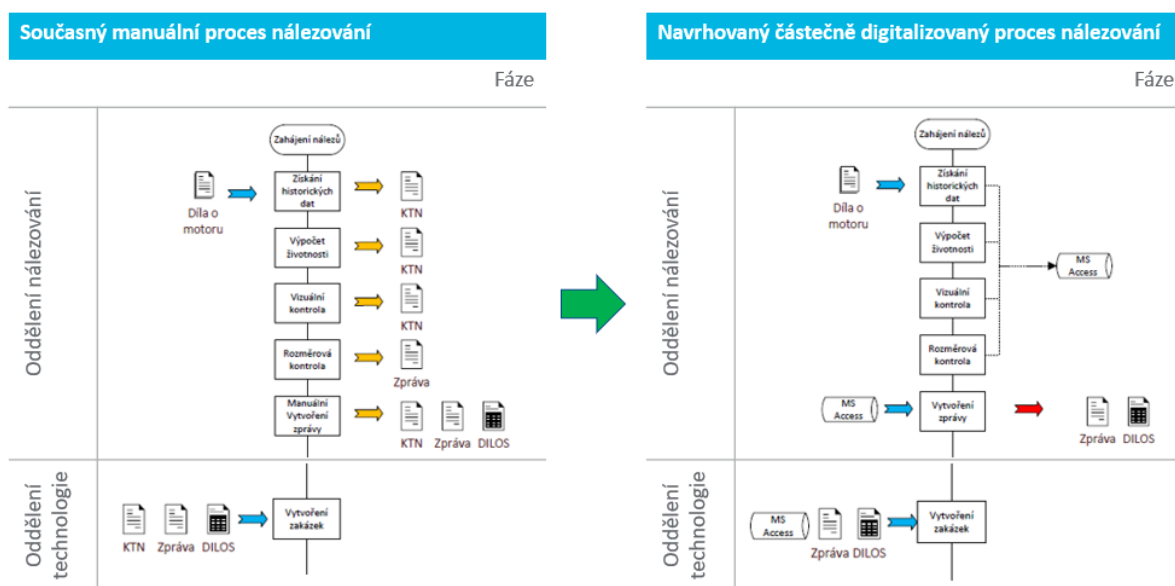 Současný manuální proces nálezování
Fáze
Oddělení nálezování
Zahájení nálezů
Díla o
motoru
Získání
historických
dat
KTN
Výpočet
životnosti
KTN
Vizuální
kontrola
KTN
Rozměrová
kontrola
Zpráva
Manuální
Vytvoření
zprávy
KTN Zpráva DILOS
Oddělení
technologie
KTN Zpráva DILOS
Vytvoření
zakázek
Navrhovaný částečně digitalizovaný proces nálezování
Fáze
Oddělení nálezování
Zahájení nálezů
Díla o
motoru
Získání
historických
dat
Výpočet
životnosti
MS
Access
Vizuální
kontrola
Rozměrová
kontrola
MS
Access
Vytvoření
zprávy
Zpráva DILOS
Oddělení
technologie
MS
Access
Zpráva DILOS
Vytvoření
zakázek